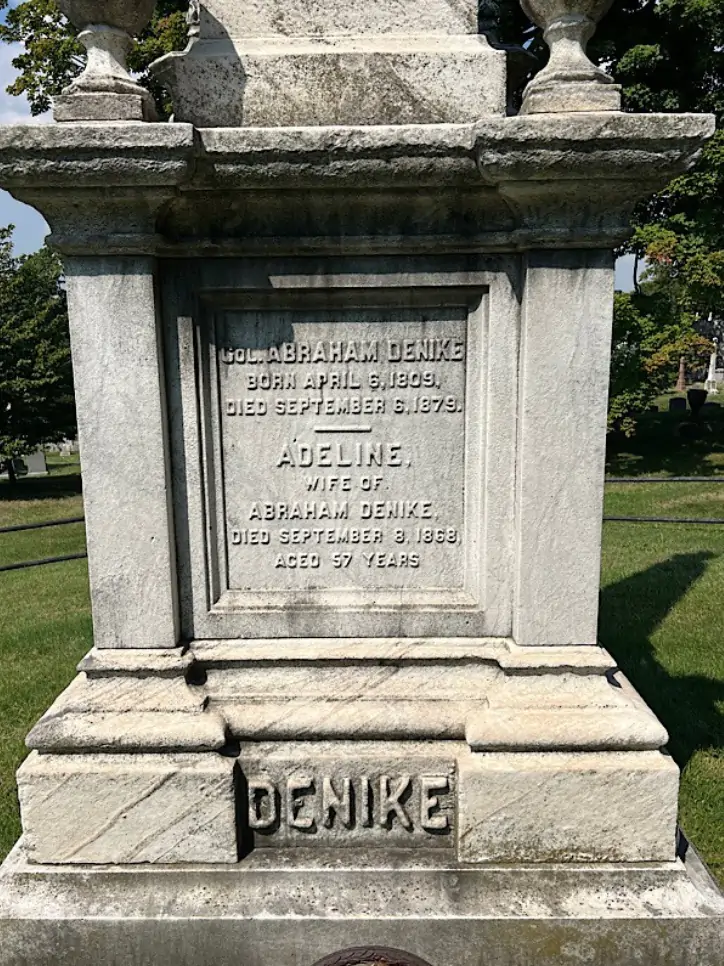 COL. ABRAHAM DENIKE
BORN APRIL 6, 1809,
DIED SEPTEMBER 6, 1879.
ADELINE,
WIFE OF
ABRAHAM DENIKE,
DIED SEPTEMBER 8, 1868,
AGED 57 YEARS
DENIKE